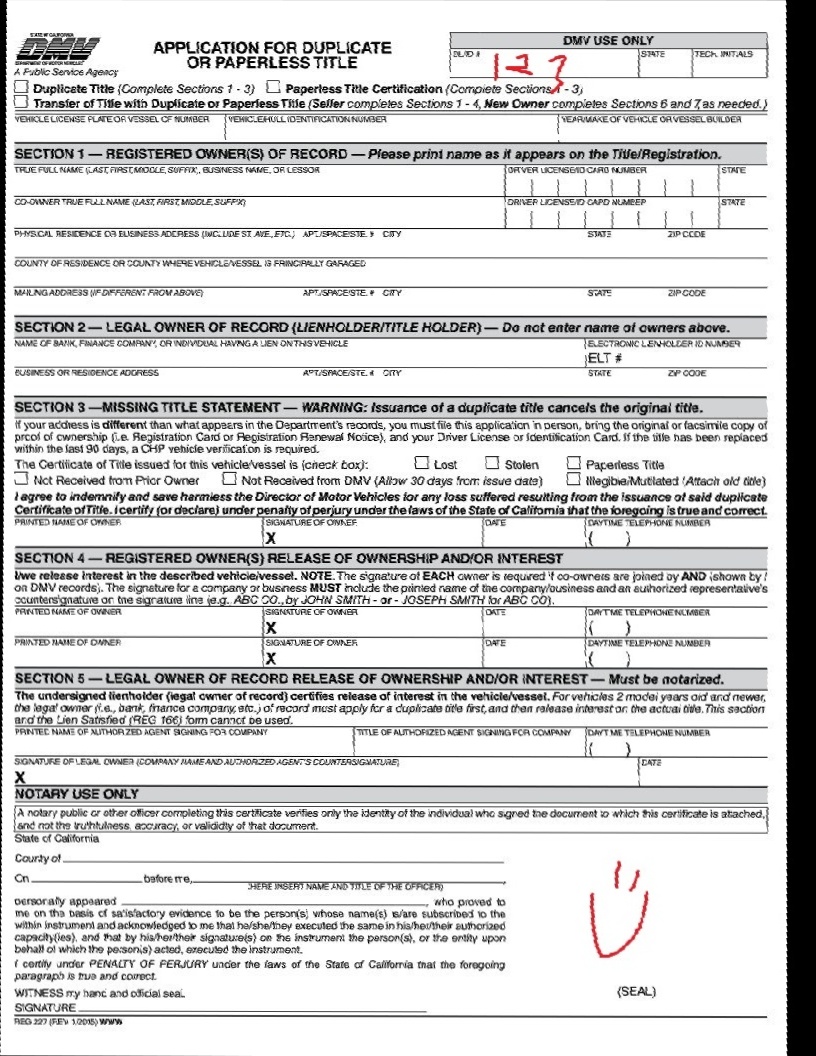 STATE OF CALIFORNIA
DMV
DEPARTMENT OF MOTOR VEHICLES
A Public Service Agency
APPLICATION FOR DUPLICATE
OR PAPERLESS TITLE
DMV USE ONLY
DL/ID # STATE TECH. INITIALS
123
Duplicate Title (Complete Sections 1 - 3) Paperless Title Certification (Complete Sections 1 - 3)
Transfer of Title with Duplicate or Paperless Title (Seller completes Sections 1 - 4, New Owner completes Sections 6 and 7, as needed.)
VEHICLE LICENSE PLATE OR VESSEL CF NUMBER VEHICLE/HULL IDENTIFICATION NUMBER YEAR/MAKE OF VEHICLE OR VESSEL BUILDER
SECTION 1 — REGISTERED OWNER(S) OF RECORD — Please print name as it appears on the Title/Registration.
TRUE FULL NAME (LAST, FIRST, MIDDLE, SUFFIX), BUSINESS NAME, OR LESSOR DRIVER LICENSE/ID CARD NUMBER STATE
CO-OWNER TRUE FULL NAME (LAST, FIRST, MIDDLE, SUFFIX) DRIVER LICENSE/ID CARD NUMBER STATE
PHYSICAL RESIDENCE OR BUSINESS ADDRESS (INCLUDE ST. AVE., ETC.) APT./SPACE/STE. # CITY STATE ZIP CODE
COUNTY OF RESIDENCE OR COUNTY WHERE VEHICLE/VESSEL IS PRINCIPALLY GARAGED
MAILING ADDRESS (IF DIFFERENT FROM ABOVE) APT./SPACE/STE. # CITY STATE ZIP CODE
SECTION 2 — LEGAL OWNER OF RECORD (LIENHOLDER/TITLE HOLDER) — Do not enter name of owners above.
NAME OF BANK, FINANCE COMPANY, OR INDIVIDUAL HAVING A LIEN ON THIS VEHICLE ELECTRONIC LIENHOLDER ID NUMBER
ELT #
BUSINESS OR RESIDENCE ADDRESS APT./SPACE/STE. # CITY STATE ZIP CODE
SECTION 3 —MISSING TITLE STATEMENT — WARNING: Issuance of a duplicate title cancels the original title.
If your address is different than what appears in the Department's records, you must file this application in person, bring the original or facsimile copy of
proof of ownership (i.e. Registration Card or Registration Renewal Notice), and your Driver License or Identification Card. If the title has been replaced
within the last 90 days, a CHP vehicle verification is required.
The Certificate of Title issued for this vehicle/vessel is (check box): Lost Stolen Paperless Title
Not Received from Prior Owner Not Received from DMV (Allow 30 days from issue date) Illegible/Mutilated (Attach old title)
I agree to indemnify and save harmless the Director of Motor Vehicles for any loss suffered resulting from the issuance of said duplicate
Certificate of Title. I certify (or declare) under penalty of perjury under the laws of the State of California that the foregoing is true and correct.
PRINTED NAME OF OWNER SIGNATURE OF OWNER DATE DAYTIME TELEPHONE NUMBER
X ( )
SECTION 4 — REGISTERED OWNER(S) RELEASE OF OWNERSHIP AND/OR INTEREST
I/we release interest in the described vehicle/vessel. NOTE. The signature of EACH owner is required if co-owners are joined by AND (shown by /
on DMV records). The signature for a company or business MUST include the printed name of the company/business and an authorized representative's
countersignature on the signature line (e.g., ABC CO., by JOHN SMITH - or - JOSEPH SMITH for ABC CO).
PRINTED NAME OF OWNER SIGNATURE OF OWNER DATE DAYTIME TELEPHONE NUMBER
X ( )
PRINTED NAME OF OWNER SIGNATURE OF OWNER DATE DAYTIME TELEPHONE NUMBER
X ( )
SECTION 5 — LEGAL OWNER OF RECORD RELEASE OF OWNERSHIP AND/OR INTEREST — Must be notarized.
The undersigned lienholder (legal owner of record) certifies release of interest in the vehicle/vessel. For vehicles 2 model years old and newer,
the legal owner (i.e., bank, finance company, etc.) of record must apply for a duplicate title first, and then release interest on the actual title. This section
and the Lien Satisfied (REG 166) form cannot be used.
PRINTED NAME OF AUTHORIZED AGENT SIGNING FOR COMPANY TITLE OF AUTHORIZED AGENT SIGNING FOR COMPANY DAYTIME TELEPHONE NUMBER
( )
SIGNATURE OF LEGAL OWNER (COMPANY NAME AND AUTHORIZED AGENT'S COUNTERSIGNATURE) DATE
X
NOTARY USE ONLY
A notary public or other officer completing this certificate verifies only the identity of the individual who signed the document to which this certificate is attached,
and not the truthfulness, accuracy, or validity of that document.
State of California
County of
On before me,
(HERE INSERT NAME AND TITLE OF THE OFFICER)
personally appeared , who proved to
me on the basis of satisfactory evidence to be the person(s) whose name(s) is/are subscribed to the
within instrument and acknowledged to me that he/she/they executed the same in his/her/their authorized
capacity(ies), and that by his/her/their signature(s) on the instrument the person(s), or the entity upon
behalf of which the person(s) acted, executed the instrument.
I certify under PENALTY OF PERJURY under the laws of the State of California that the foregoing
paragraph is true and correct.
WITNESS my hand and official seal.
(SEAL)
SIGNATURE
REG 227 (REV. 1/2015) WWW